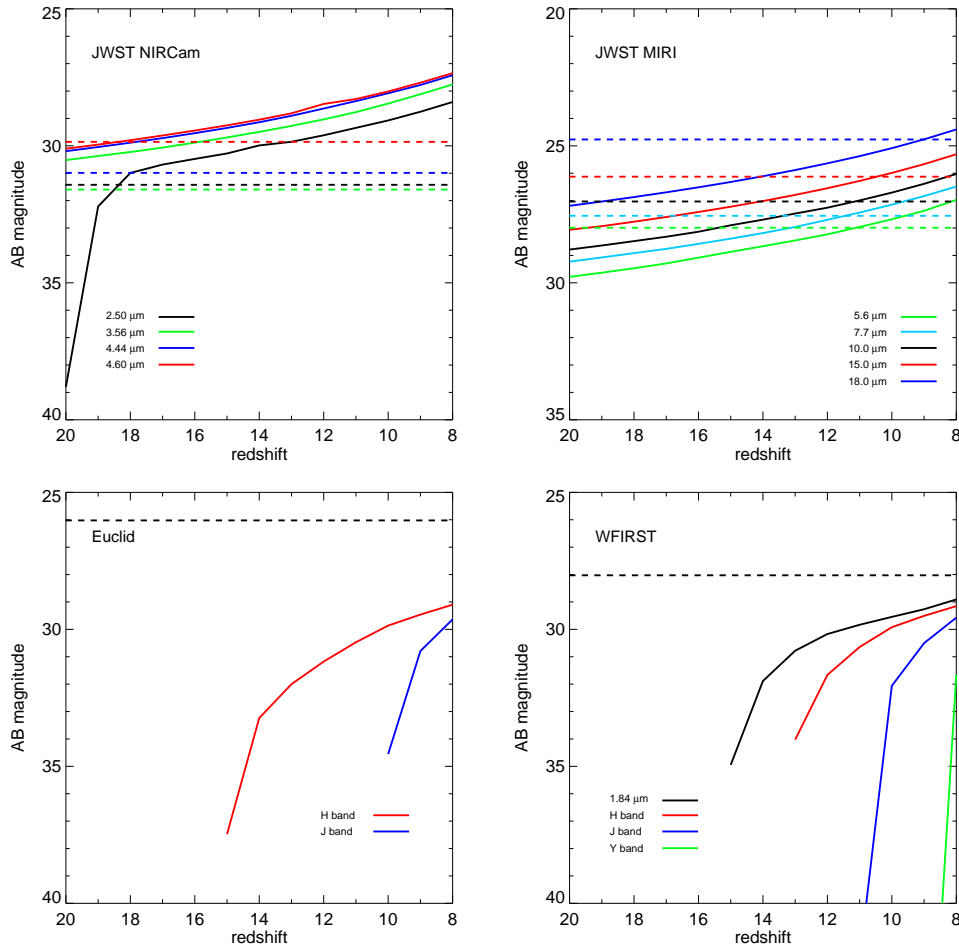 25
30
35
40
AB magnitude
JWST NIRCam
2.50 μm
3.56 μm
4.44 μm
4.60 μm
20 18 16 14 12 10 8
redshift
20
25
30
35
AB magnitude
JWST MIRI
5.6 μm
7.7 μm
10.0 μm
15.0 μm
18.0 μm
20 18 16 14 12 10 8
redshift
25
30
35
40
AB magnitude
Euclid
H band
J band
20 18 16 14 12 10 8
redshift
25
30
35
40
AB magnitude
WFIRST
1.84 μm
H band
J band
Y band
20 18 16 14 12 10 8
redshift